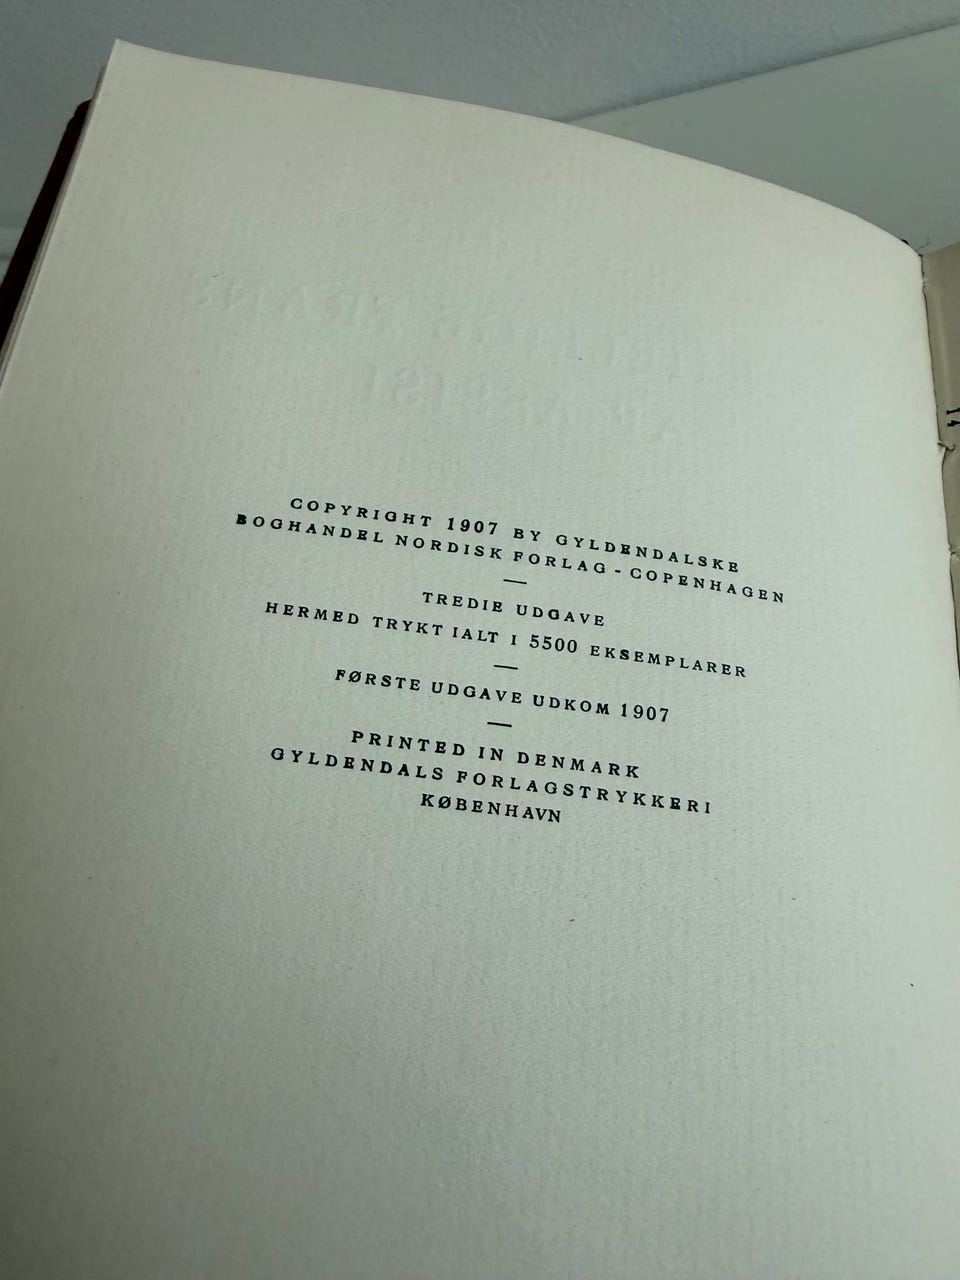 COPYRIGHT 1907 BY GYLDENDALSKE
BOGHANDEL NORDISK FORLAG - COPENHAGEN
—
TREDIE UDGAVE
HERMED TRYKT IALT I 5500 EKSEMPLARER
—
FØRSTE UDGAVE UDKOM 1907
—
PRINTED IN DENMARK
GYLDENDALS FORLAGSTRYKKERI
KØBENHAVN